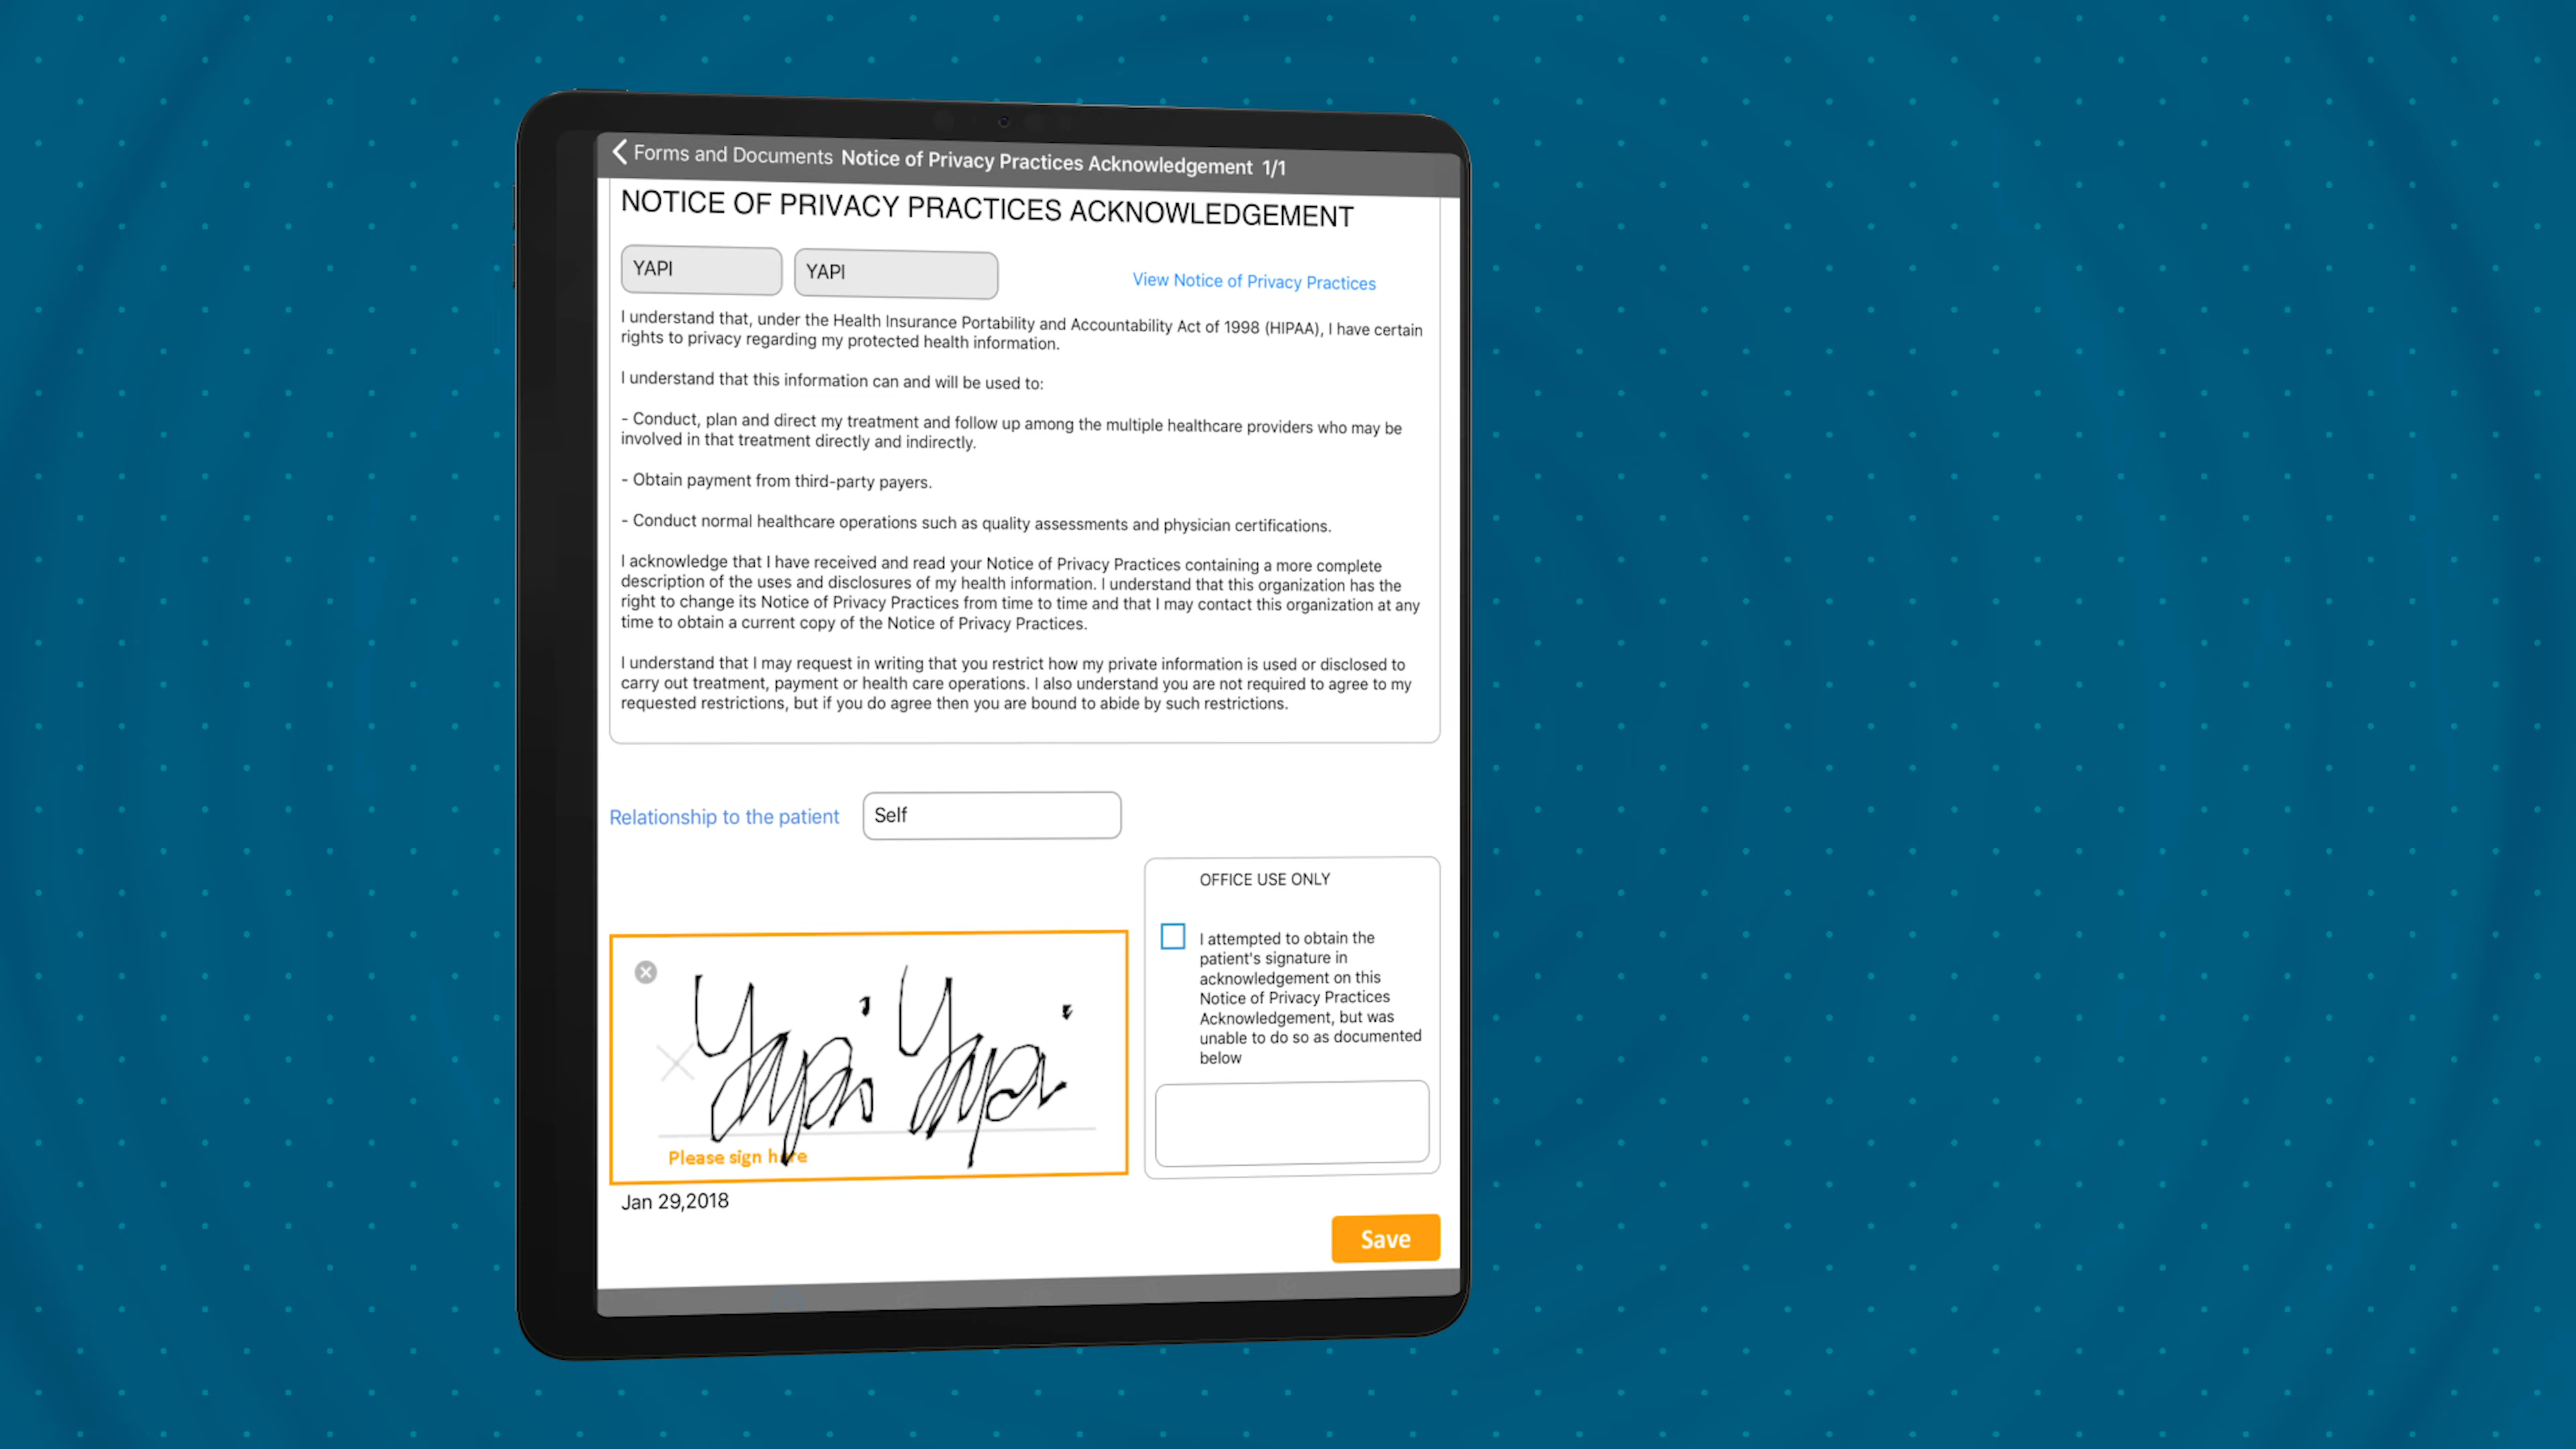 Forms and Documents Notice of Privacy Practices Acknowledgement 1/1
NOTICE OF PRIVACY PRACTICES ACKNOWLEDGEMENT
YAPI YAPI
View Notice of Privacy Practices
I understand that, under the Health Insurance Portability and Accountability Act of 1998 (HIPAA), I have certain
rights to privacy regarding my protected health information.
I understand that this information can and will be used to:
- Conduct, plan and direct my treatment and follow up among the multiple healthcare providers who may be
involved in that treatment directly and indirectly.
- Obtain payment from third-party payers.
- Conduct normal healthcare operations such as quality assessments and physician certifications.
I acknowledge that I have received and read your Notice of Privacy Practices containing a more complete
description of the uses and disclosures of my health information. I understand that this organization has the
right to change its Notice of Privacy Practices from time to time and that I may contact this organization at any
time to obtain a current copy of the Notice of Privacy Practices.
I understand that I may request in writing that you restrict how my private information is used or disclosed to
carry out treatment, payment or health care operations. I also understand you are not required to agree to my
requested restrictions, but if you do agree then you are bound to abide by such restrictions.
Relationship to the patient Self
Yapi Yapi
Please sign here
Jan 29,2018
OFFICE USE ONLY
I attempted to obtain the
patient's signature in
acknowledgement on this
Notice of Privacy Practices
Acknowledgement, but was
unable to do so as documented
below
Save